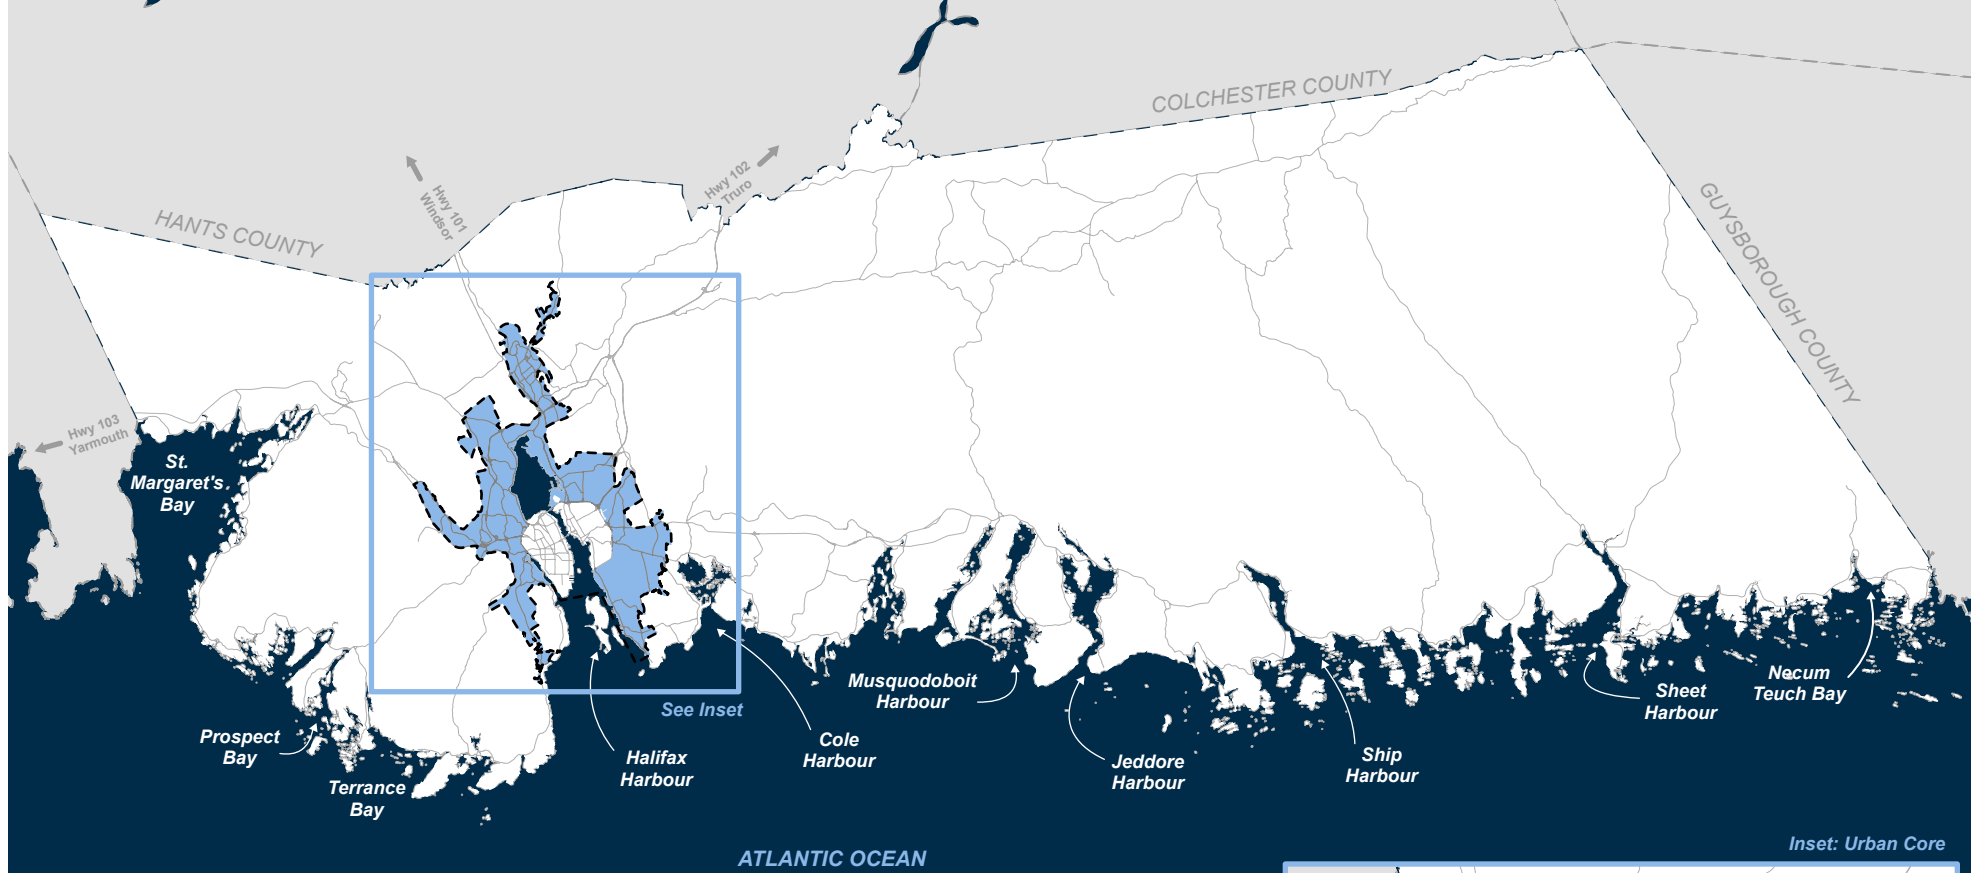 COLCHESTER COUNTY
Hwy 102
Truro
Hwy 101
Windsor
HANTS COUNTY
GUYSBOROUGH COUNTY
Hwy 103
Yarmouth
St.
Margaret's
Bay
Prospect
Bay
Terrance
Bay
See Inset
Halifax
Harbour
Cole
Harbour
Musquodoboit
Harbour
Jeddore
Harbour
Ship
Harbour
Sheet
Harbour
Necum
Teuch Bay
ATLANTIC OCEAN
Inset: Urban Core